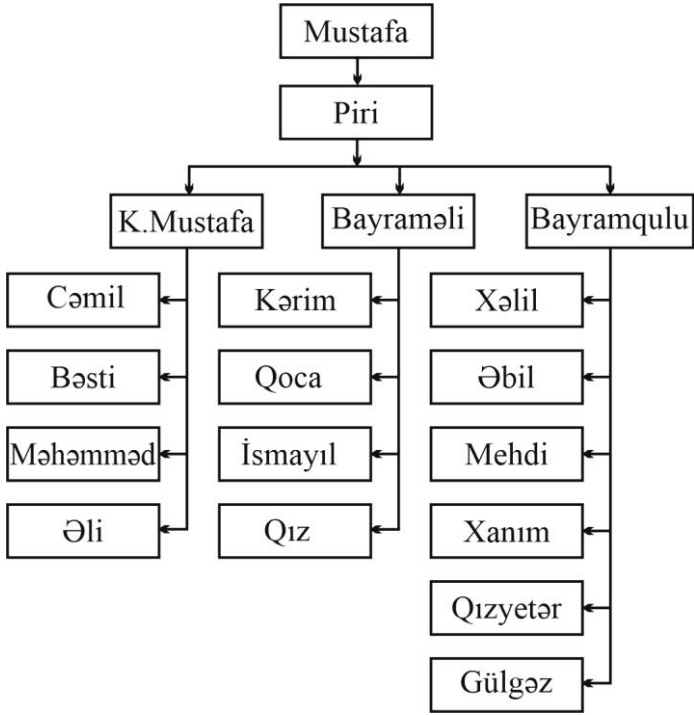 Mustafa
Piri
K.Mustafa
Bayraməli
Bayramqulu
Cəmil
Kərim
Xəlil
Bəsti
Qoca
Əbil
Məhəmməd
İsmayıl
Mehdi
Əli
Qız
Xanım
Qızyetər
Gülgəz